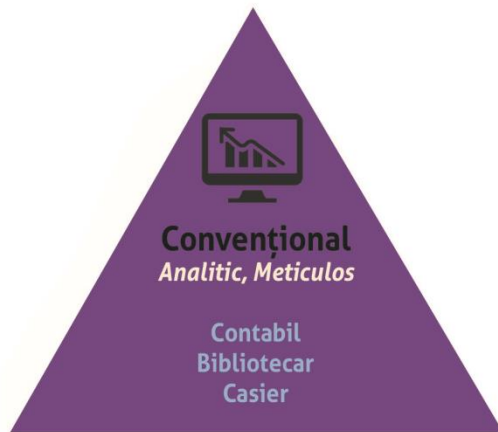 Convențional
Analitic, Meticulos
Contabil
Bibliotecar
Casier